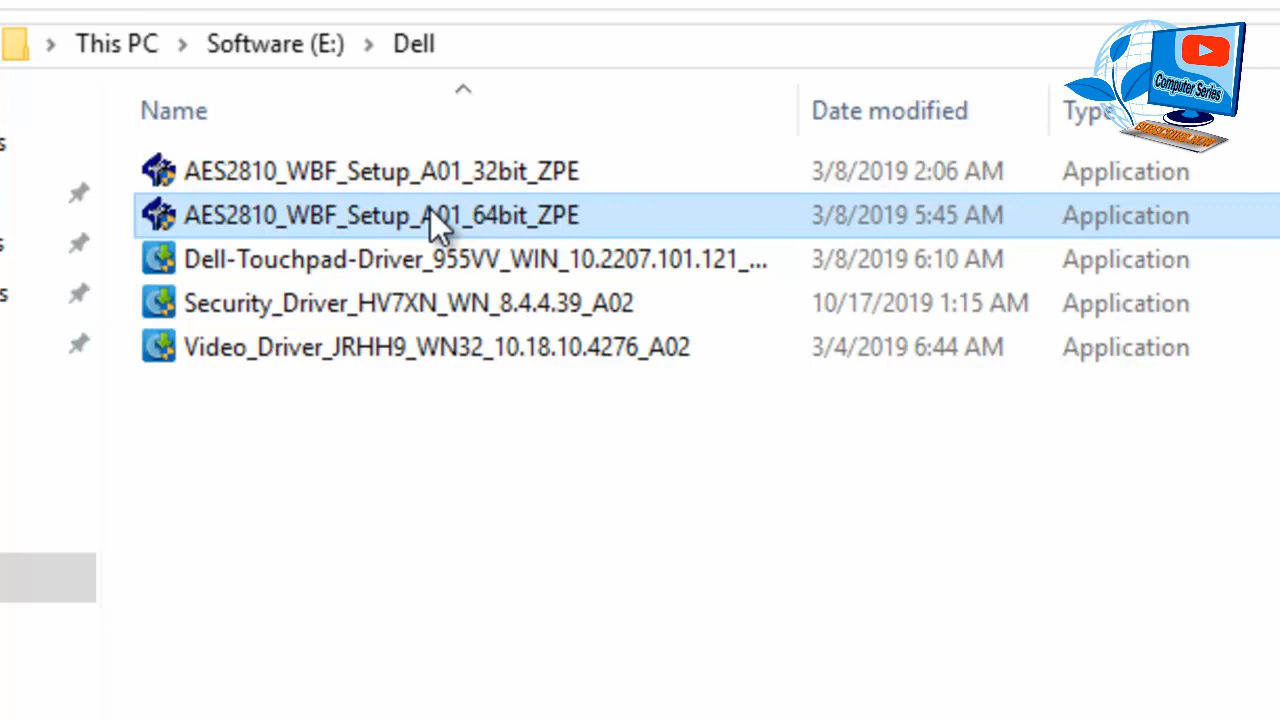 This PC > Software (E:) > Dell
Name Date modified Type
AES2810_WBF_Setup_A01_32bit_ZPE 3/8/2019 2:06 AM Application
AES2810_WBF_Setup_A01_64bit_ZPE 3/8/2019 5:45 AM Application
Dell-Touchpad-Driver_955VV_WIN_10.2207.101.121_... 3/8/2019 6:10 AM Application
Security_Driver_HV7XN_WN_8.4.4.39_A02 10/17/2019 1:15 AM Application
Video_Driver_JRHH9_WN32_10.18.10.4276_A02 3/4/2019 6:44 AM Application
s
s
s
Computer Series
SUBSCRIBE NOW